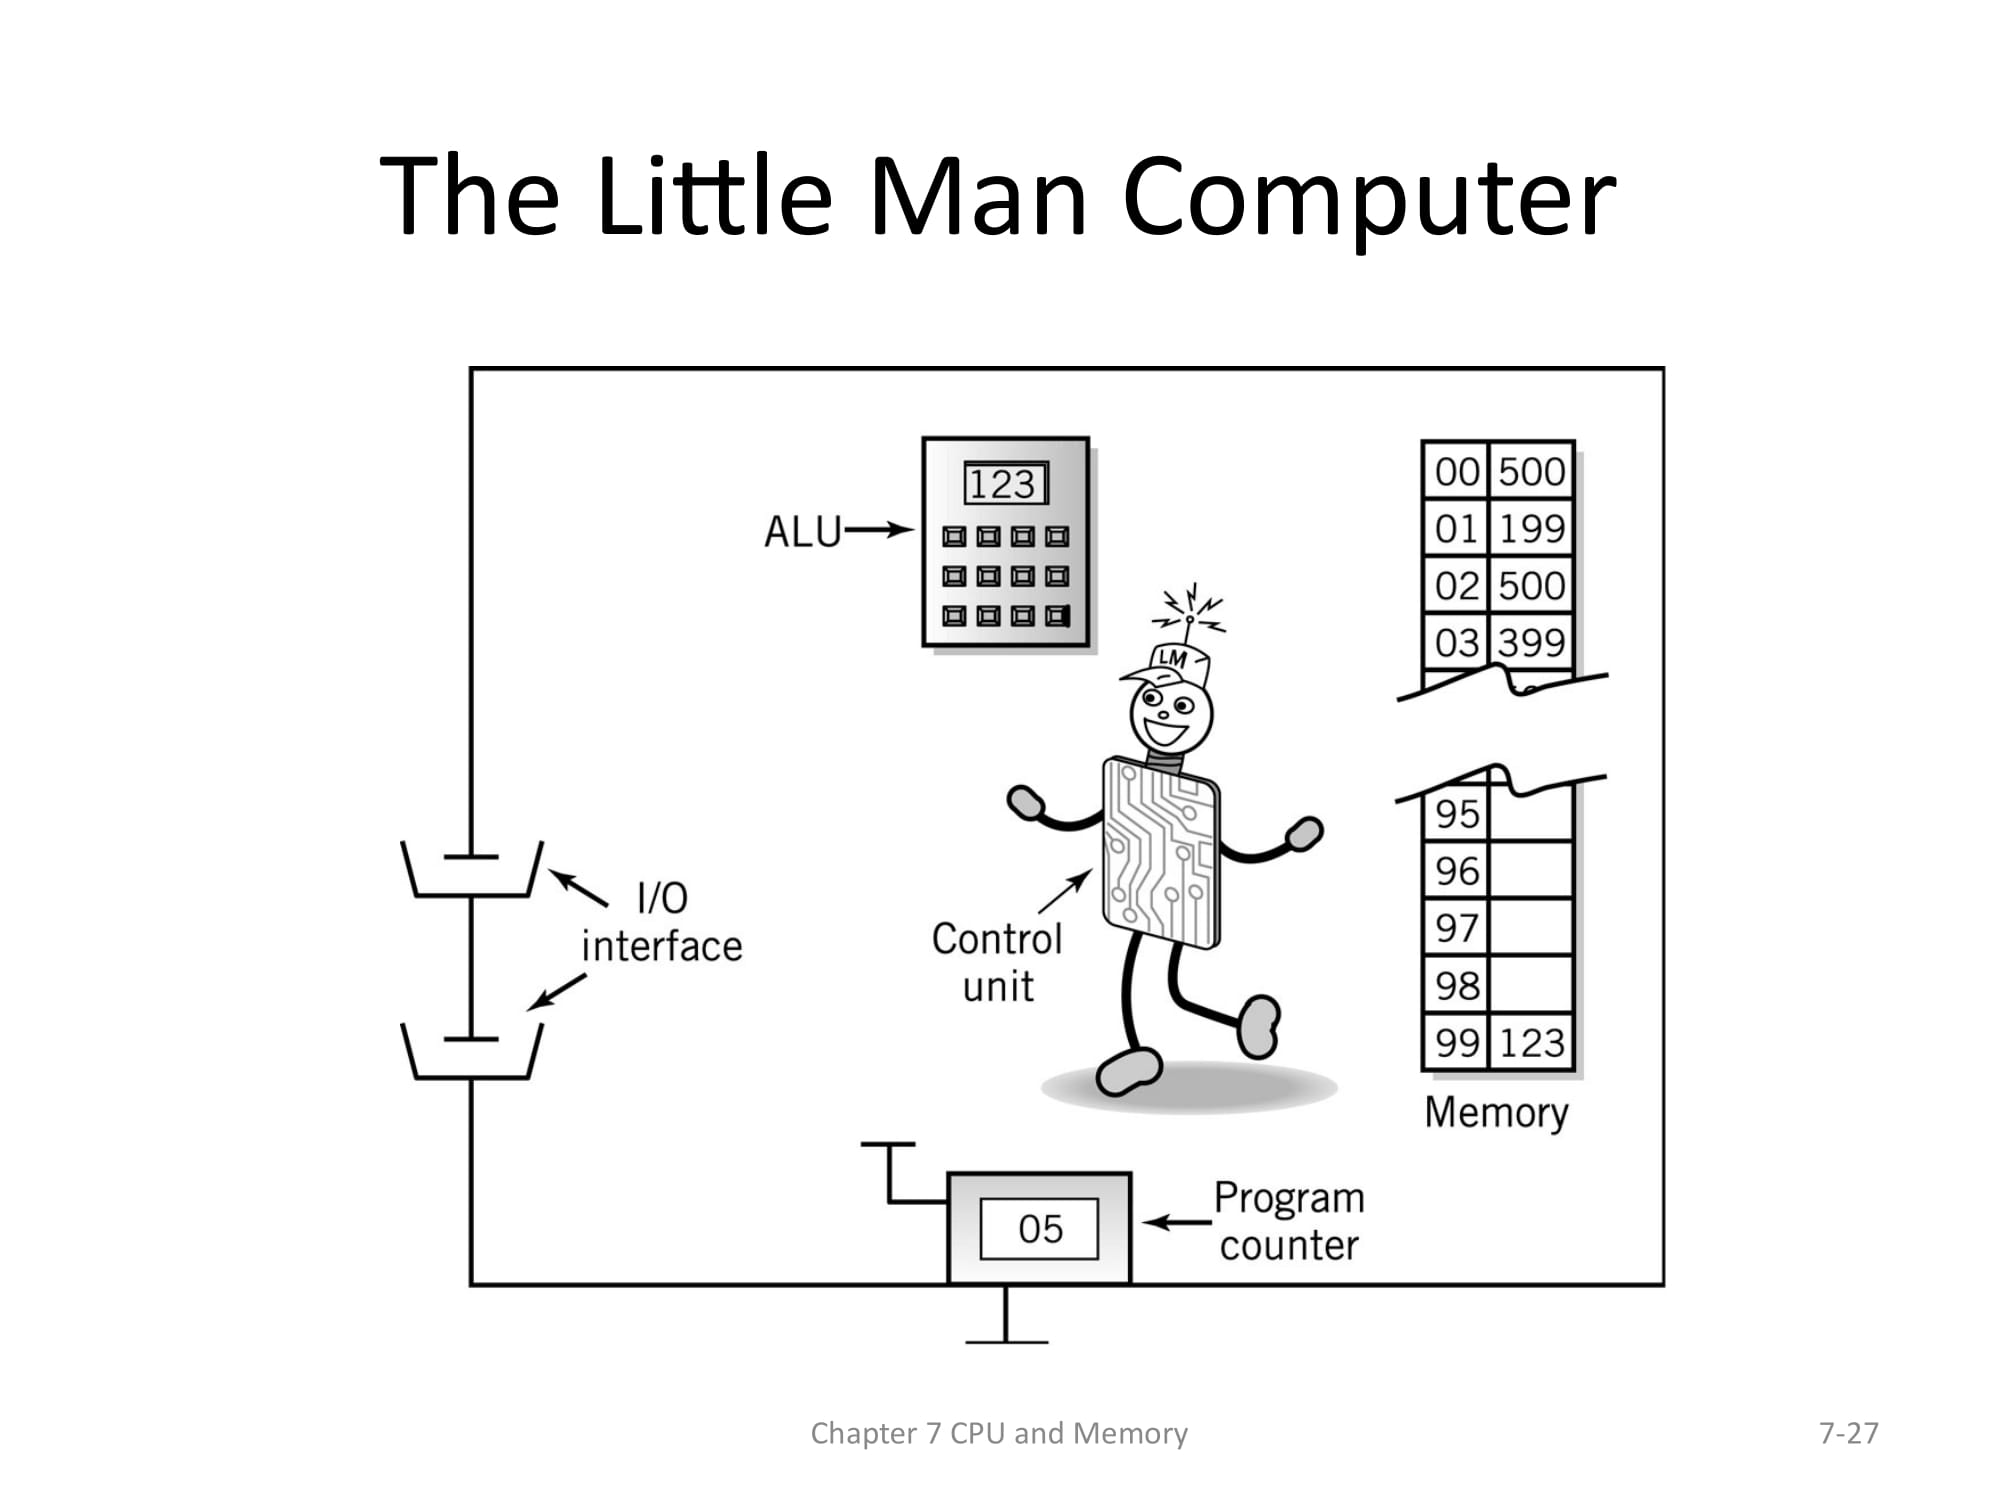 The Little Man Computer
123
ALU
LM
00 500
01 199
02 500
03 399
95
96
97
98
99 123
Memory
I/O
interface
Control
unit
05
Program
counter
Chapter 7 CPU and Memory
7-27